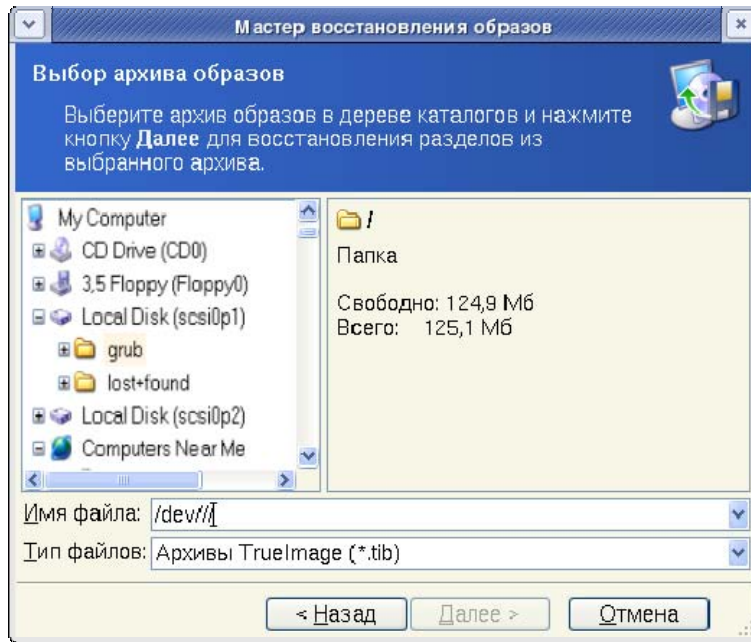 Мастер восстановления образов
Выбор архива образов
Выберите архив образов в дереве каталогов и нажмите
кнопку Далее для восстановления разделов из
выбранного архива.
My Computer
CD Drive (CD0)
3,5 Floppy (Floppy0)
Local Disk (scsi0p1)
grub
lost+found
Local Disk (scsi0p2)
Computers Near Me
/
Папка
Свободно: 124,9 Мб
Всего: 125,1 Мб
Имя файла: /dev///
Тип файлов: Архивы TrueImage (*.tib)
< Назад
Далее >
Отмена